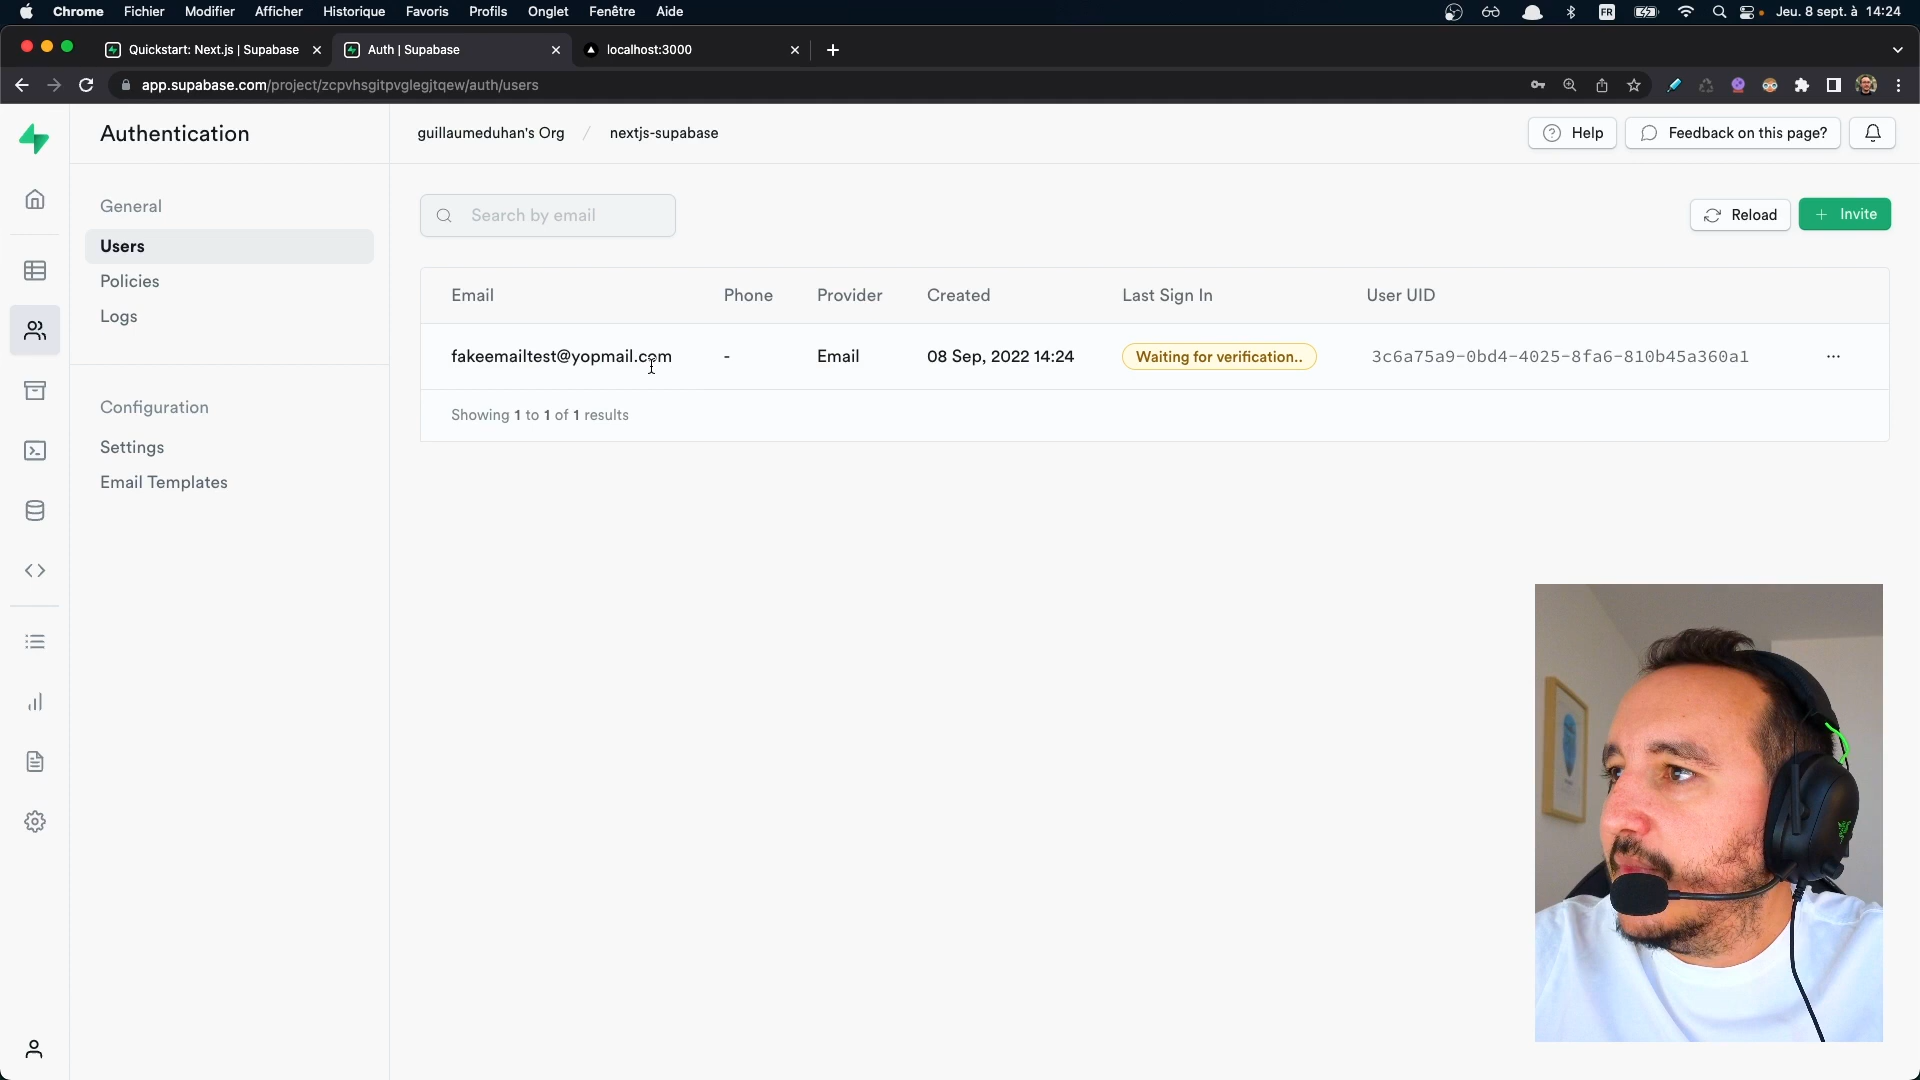 Chrome Fichier Modifier Afficher Historique Favoris Profils Onglet Fenêtre Aide FR Jeu. 8 sept. à 14:24
Quickstart: Next.js | Supabase Auth | Supabase localhost:3000
app.supabase.com/project/zcpvhsgitpvglegjtqew/auth/users
Authentication guillaumeduhan's Org / nextjs-supabase Help Feedback on this page?
General
Search by email Reload Invite
Users
Policies
Logs
Email Phone Provider Created Last Sign In User UID
fakeemailtest@yopmail.com - Email 08 Sep, 2022 14:24 Waiting for verification.. 3c6a75a9-0bd4-4025-8fa6-810b45a360a1
Showing 1 to 1 of 1 results
Configuration
Settings
Email Templates